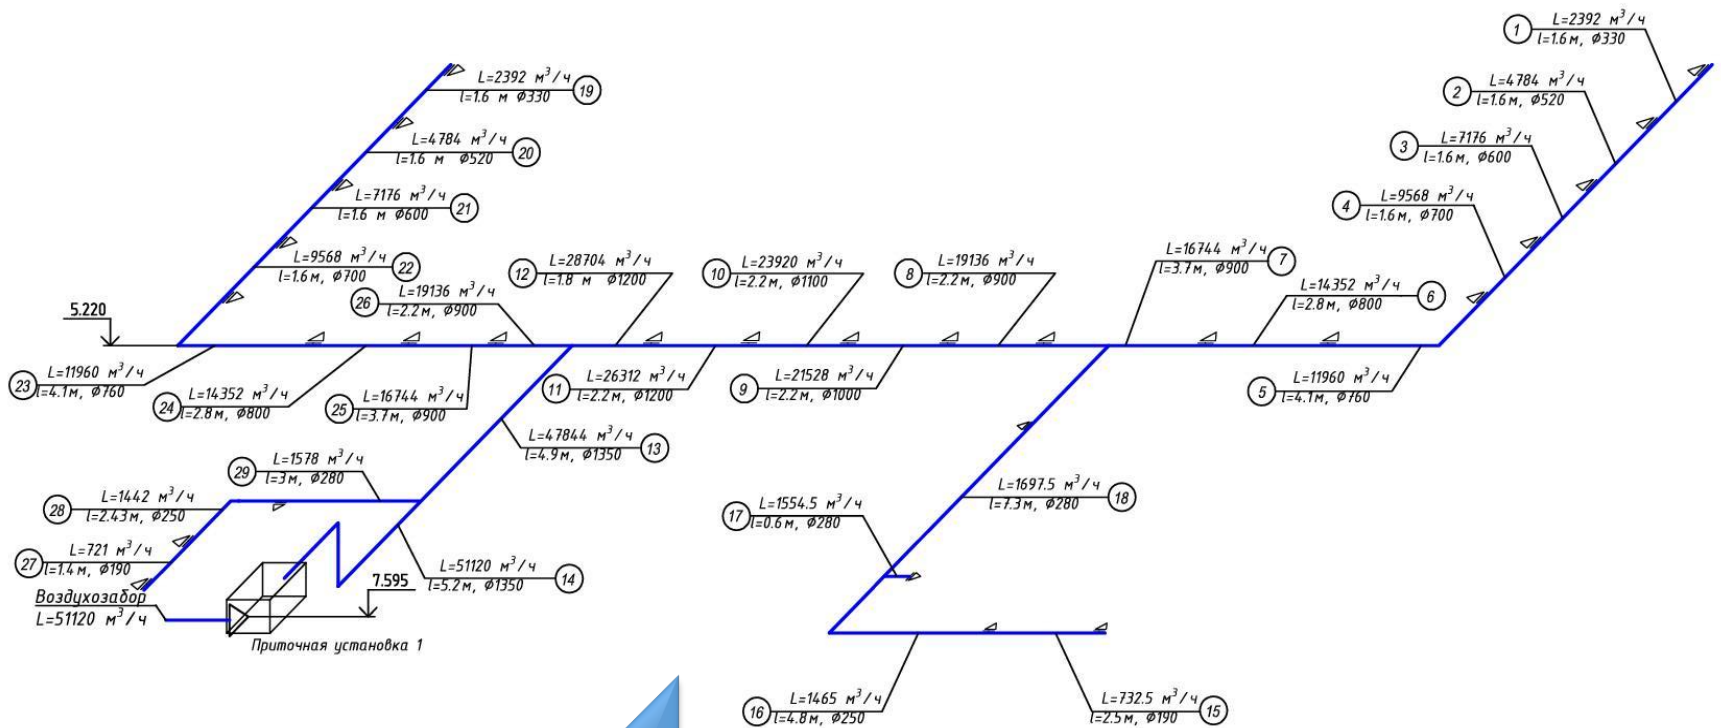 1
L=2392 м³/ч
l=1.6м, Ø330
2
L=4784 м³/ч
l=1.6м, Ø520
3
L=7176 м³/ч
l=1.6м, Ø600
4
L=9568 м³/ч
l=1.6м, Ø700
L=2392 м³/ч
l=1.6 м Ø330
19
L=4784 м³/ч
l=1.6 м Ø520
20
L=7176 м³/ч
l=1.6 м Ø600
21
L=9568 м³/ч
l=1.6м, Ø700
22
26
L=19136 м³/ч
l=2.2м, Ø900
12
L=28704 м³/ч
l=1.8 м Ø1200
10
L=23920 м³/ч
l=2.2м, Ø1100
8
L=19136 м³/ч
l=2.2м, Ø900
L=16744 м³/ч
l=3.7м, Ø900
7
L=14352 м³/ч
l=2.8м, Ø800
6
5.220
23
L=11960 м³/ч
l=4.1м, Ø760
24
L=14352 м³/ч
l=2.8м, Ø800
25
L=16744 м³/ч
l=3.7м, Ø900
11
L=26312 м³/ч
l=2.2м, Ø1200
9
L=21528 м³/ч
l=2.2м, Ø1000
5
L=11960 м³/ч
l=4.1м, Ø760
L=47844 м³/ч
l=4.9м, Ø1350
13
29
L=1578 м³/ч
l=3м, Ø280
28
L=1442 м³/ч
l=2.43м, Ø250
27
L=721 м³/ч
l=1.4м, Ø190
L=1697.5 м³/ч
l=7.3м, Ø280
18
17
L=1554.5 м³/ч
l=0.6м, Ø280
L=51120 м³/ч
l=5.2м, Ø1350
14
7.595
Воздухозабор
L=51120 м³/ч
Приточная установка 1
16
L=1465 м³/ч
l=4.8м, Ø250
L=732.5 м³/ч
l=2.5м, Ø190
15